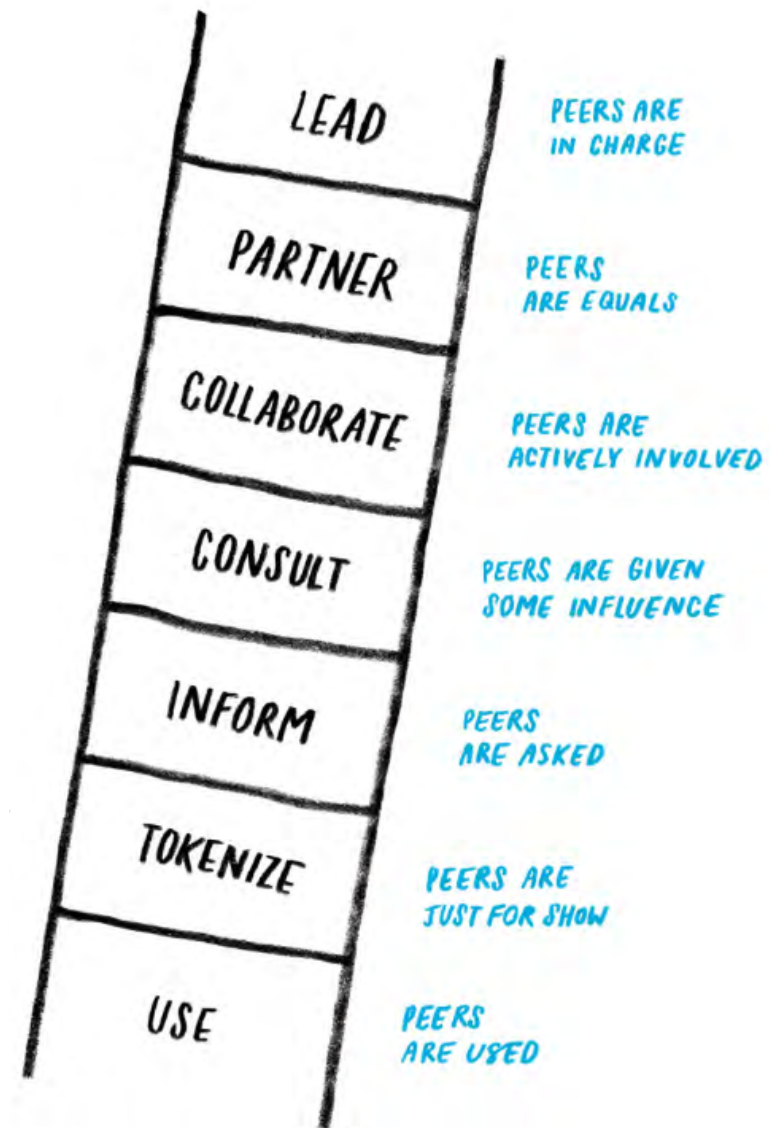 LEAD
PEERS ARE
IN CHARGE
PARTNER
PEERS
ARE EQUALS
COLLABORATE
PEERS ARE
ACTIVELY INVOLVED
CONSULT
PEERS ARE GIVEN
SOME INFLUENCE
INFORM
PEERS
ARE ASKED
TOKENIZE
PEERS ARE
JUST FOR SHOW
USE
PEERS
ARE USED